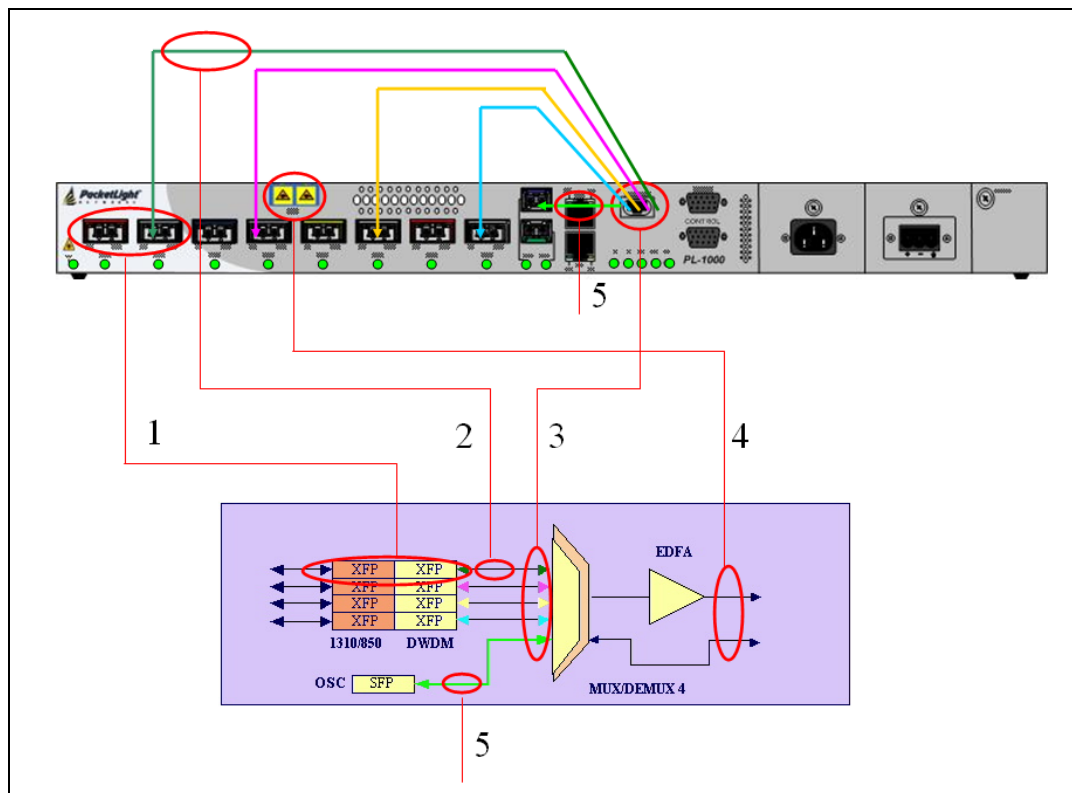 PacketLight
NETWORKS
CONTROL
PL-1000
5
1
2
3
4
EDFA
XFP XFP
XFP XFP
XFP XFP
XFP XFP
1310/850 DWDM
OSC SFP
MUX/DEMUX 4
5